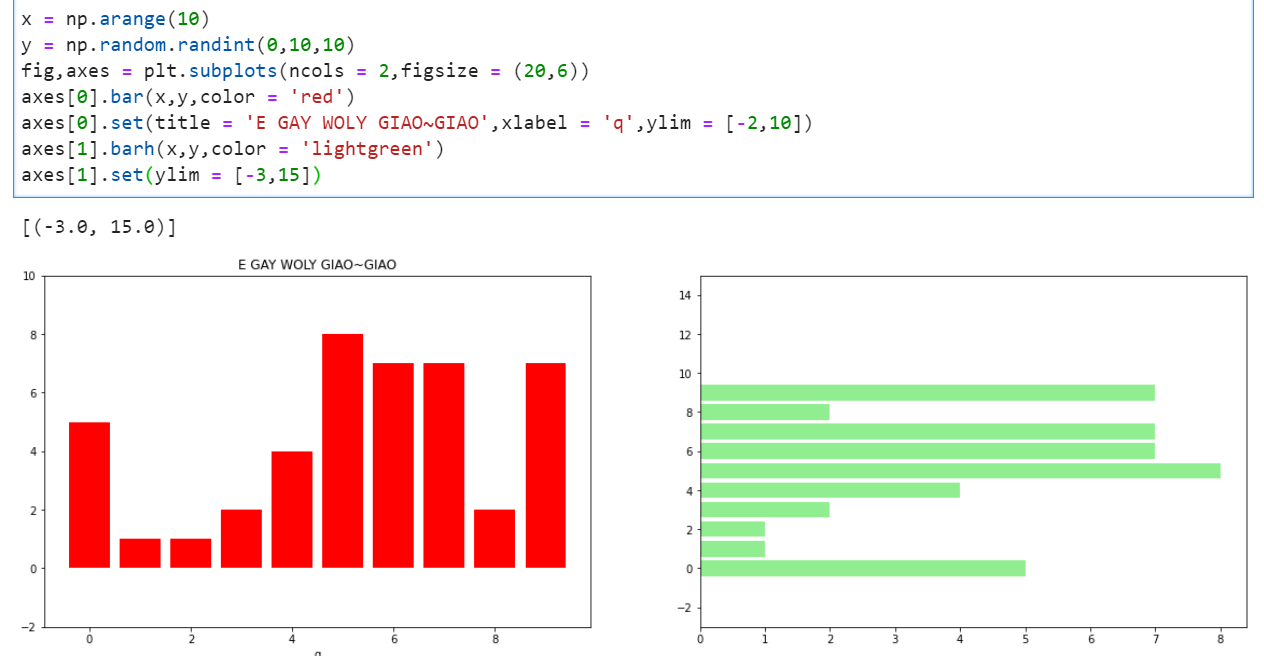 x = np.arange(10)
y = np.random.randint(0,10,10)
fig,axes = plt.subplots(ncols = 2,figsize = (20,6))
axes[0].bar(x,y,color = 'red')
axes[0].set(title = 'E GAY WOLY GIAO~GIAO',xlabel = 'q',ylim = [-2,10])
axes[1].barh(x,y,color = 'lightgreen')
axes[1].set(ylim = [-3,15])
[(-3.0, 15.0)]
E GAY WOLY GIAO~GIAO
10
8
6
4
2
0
−2
0 2 4 6 8
q
14
12
10
8
6
4
2
0
−2
0 1 2 3 4 5 6 7 8